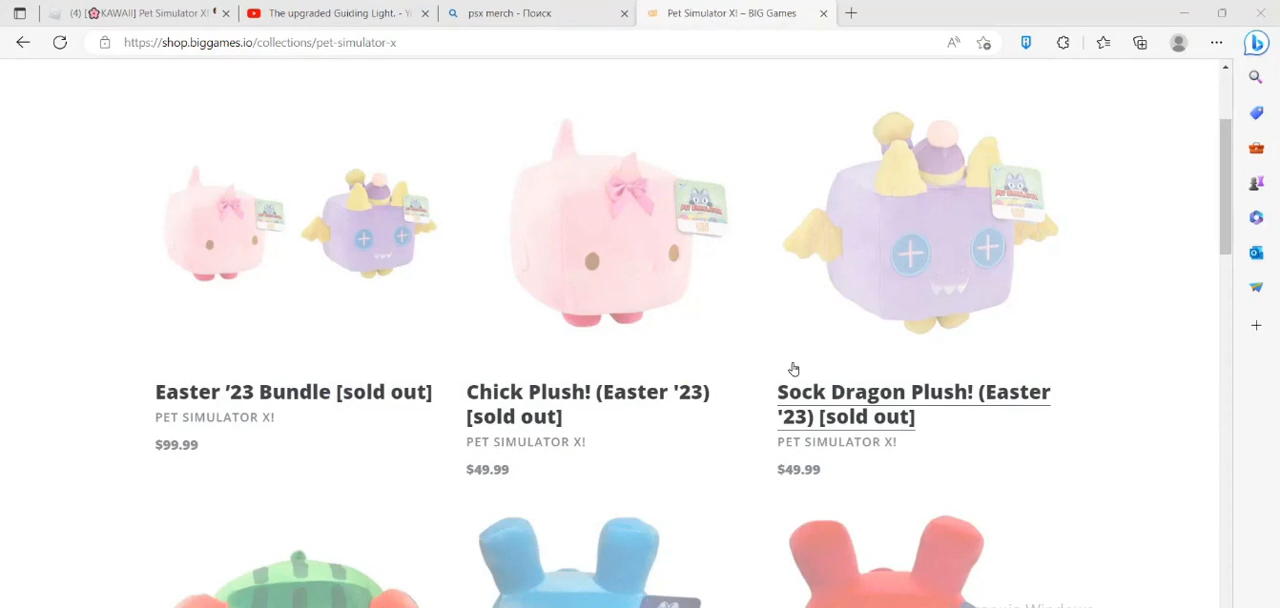 (4) [🌸KAWAII] Pet Simulator X!
The upgraded Guiding Light. - Y
psx merch - Поиск
Pet Simulator X! – BIG Games
https://shop.biggames.io/collections/pet-simulator-x
Easter ’23 Bundle [sold out]
PET SIMULATOR X!
$99.99
Chick Plush! (Easter '23)
[sold out]
PET SIMULATOR X!
$49.99
Sock Dragon Plush! (Easter
'23) [sold out]
PET SIMULATOR X!
$49.99